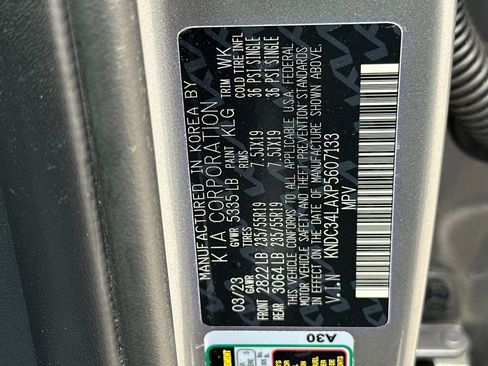 MANUFACTURED IN KOREA BY
KIA CORPORATION
03/23 GVWR 5335 LB PAINT KLG TRIM WK
GAWR TIRES RIMS COLD TIRE INFL
FRONT 2822 LB 235/55R19 7.5JX19 36 PSI SINGLE
REAR 3064 LB 235/55R19 7.5JX19 36 PSI SINGLE
THIS VEHICLE CONFORMS TO ALL APPLICABLE U.S.A. FEDERAL
MOTOR VEHICLE SAFETY AND THEFT PREVENTION STANDARDS
IN EFFECT ON THE DATE OF MANUFACTURE SHOWN ABOVE.
V.I.N KNDC34LAXP5607133
MPV
A30